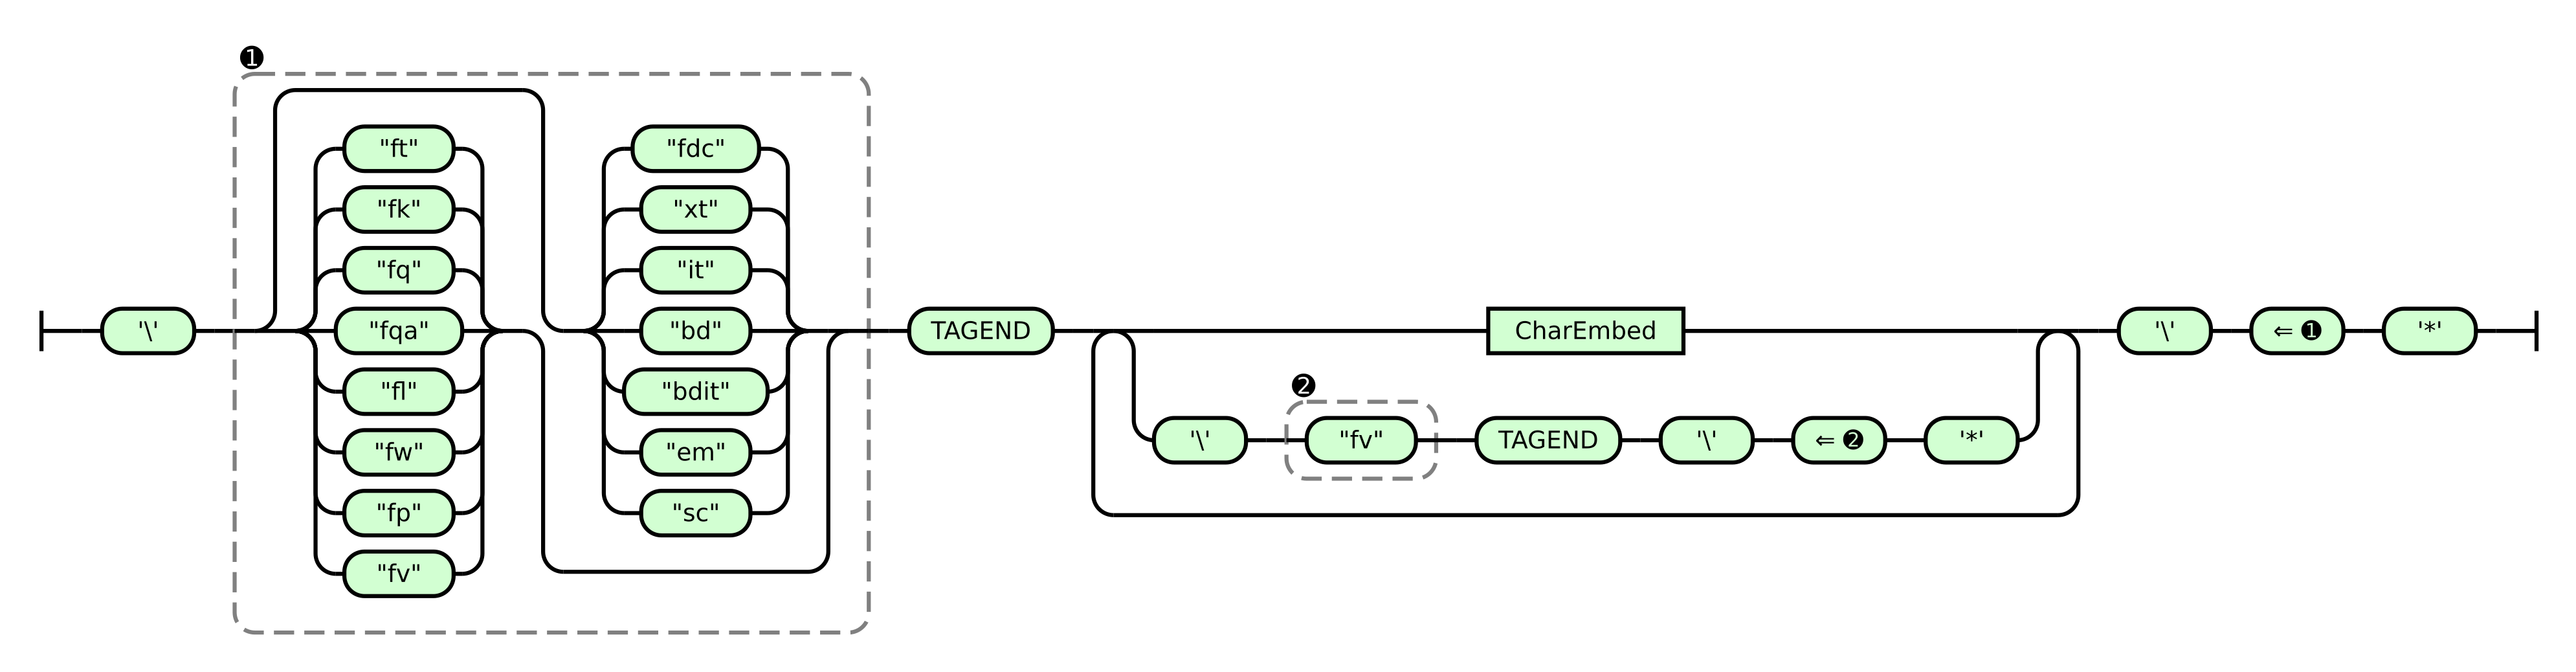 ❶
'\'
"ft"
"fk"
"fq"
"fqa"
"fl"
"fw"
"fp"
"fv"
"fdc"
"xt"
"it"
"bd"
"bdit"
"em"
"sc"
TAGEND
CharEmbed
'\'
❷
"fv"
TAGEND
'\'
⇐ ❷
'*'
'\'
⇐ ❶
'*'